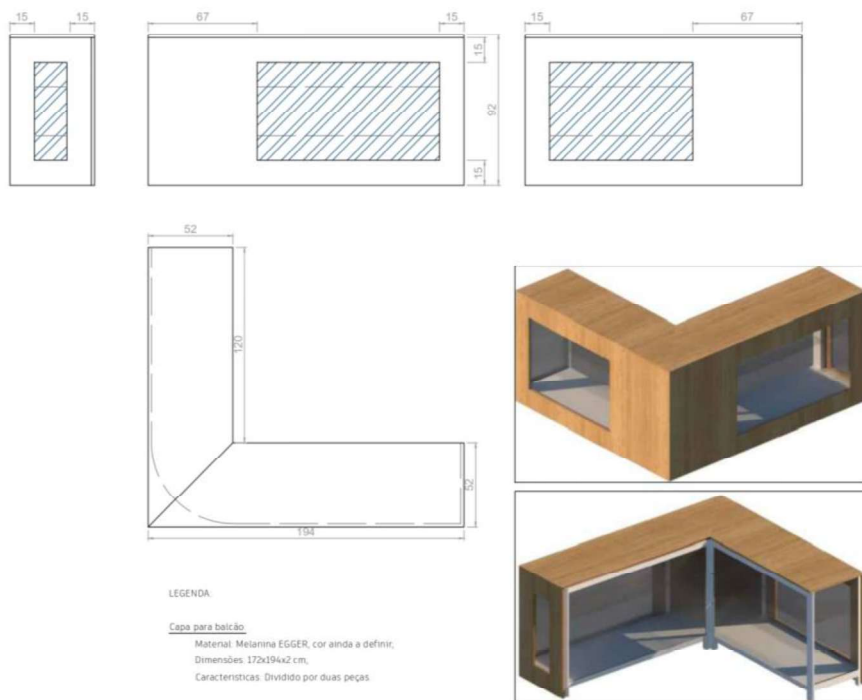 15 15
67 15
15 67
15
92
15
52
120
52
194
LEGENDA
Capa para balcão
Material: Melanina EGGER, cor ainda a definir,
Dimensões: 172x194x2 cm,
Caracteristicas: Dividido por duas peças.